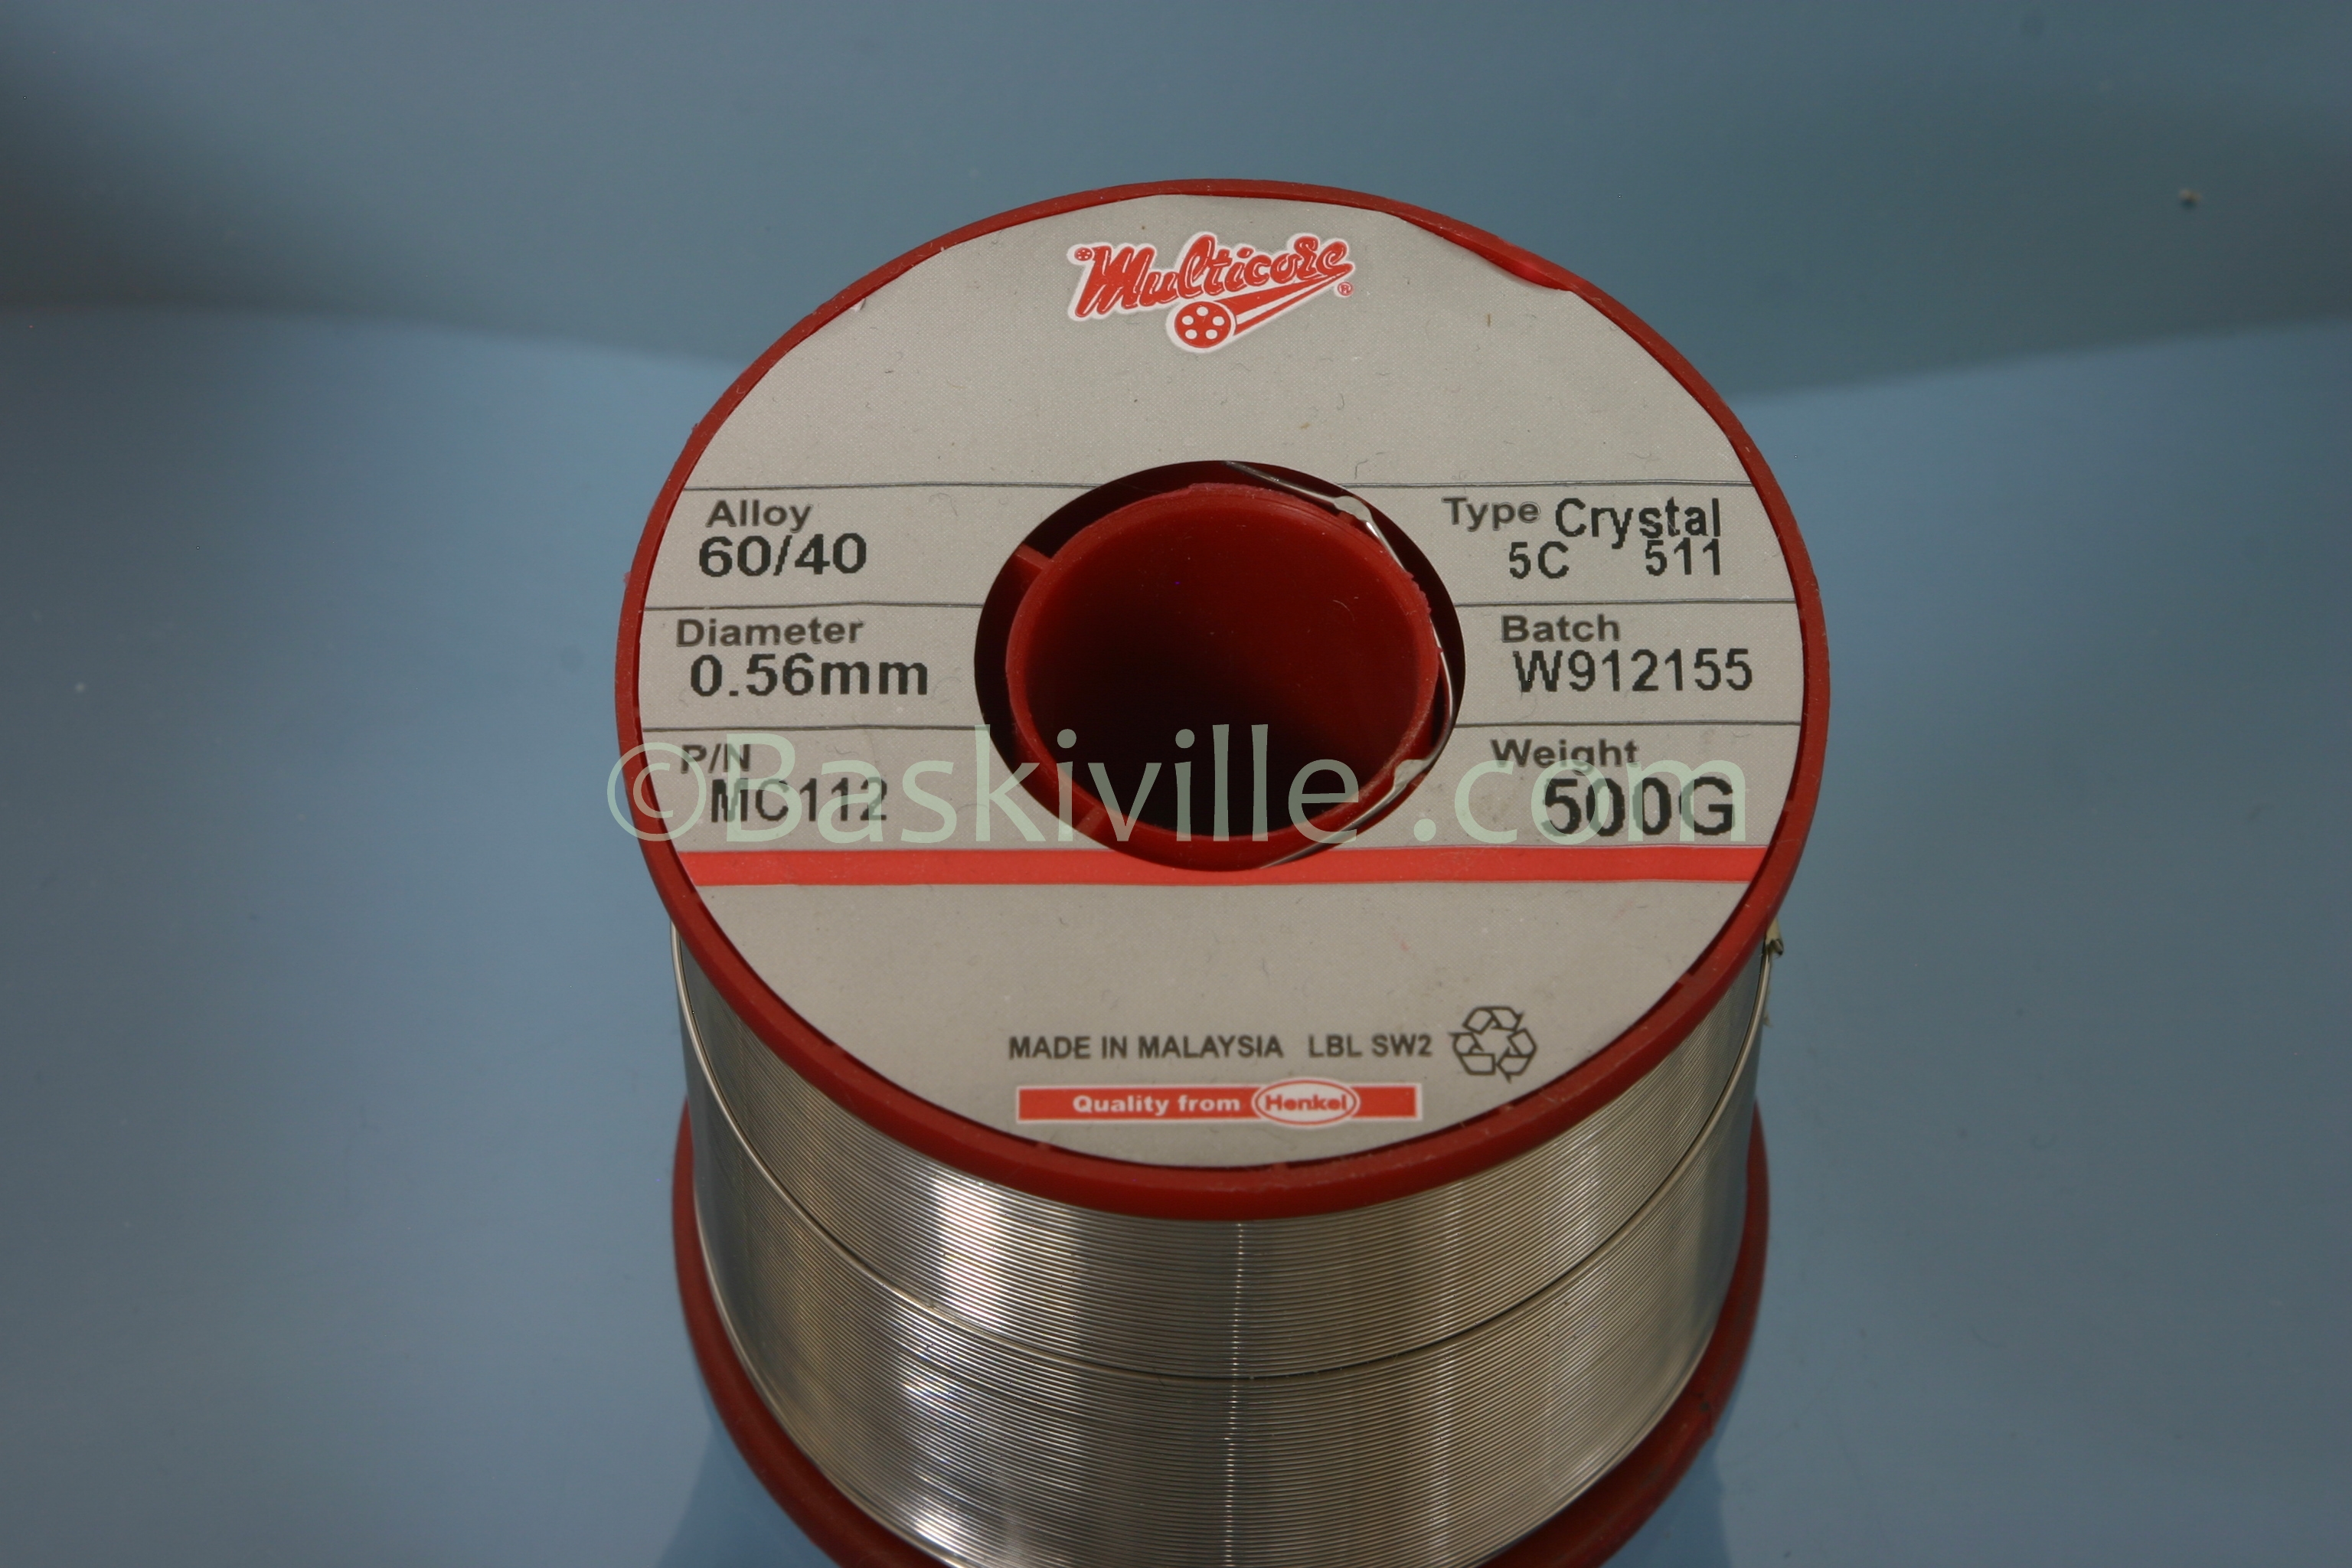 Multicore ®
Alloy
60/40
Type Crystal
5C 511
Diameter
0.56mm
Batch
W912155
P/N
MC112
Weight
500G
©Baskiville.com
MADE IN MALAYSIA LBL SW2
Quality from Henkel